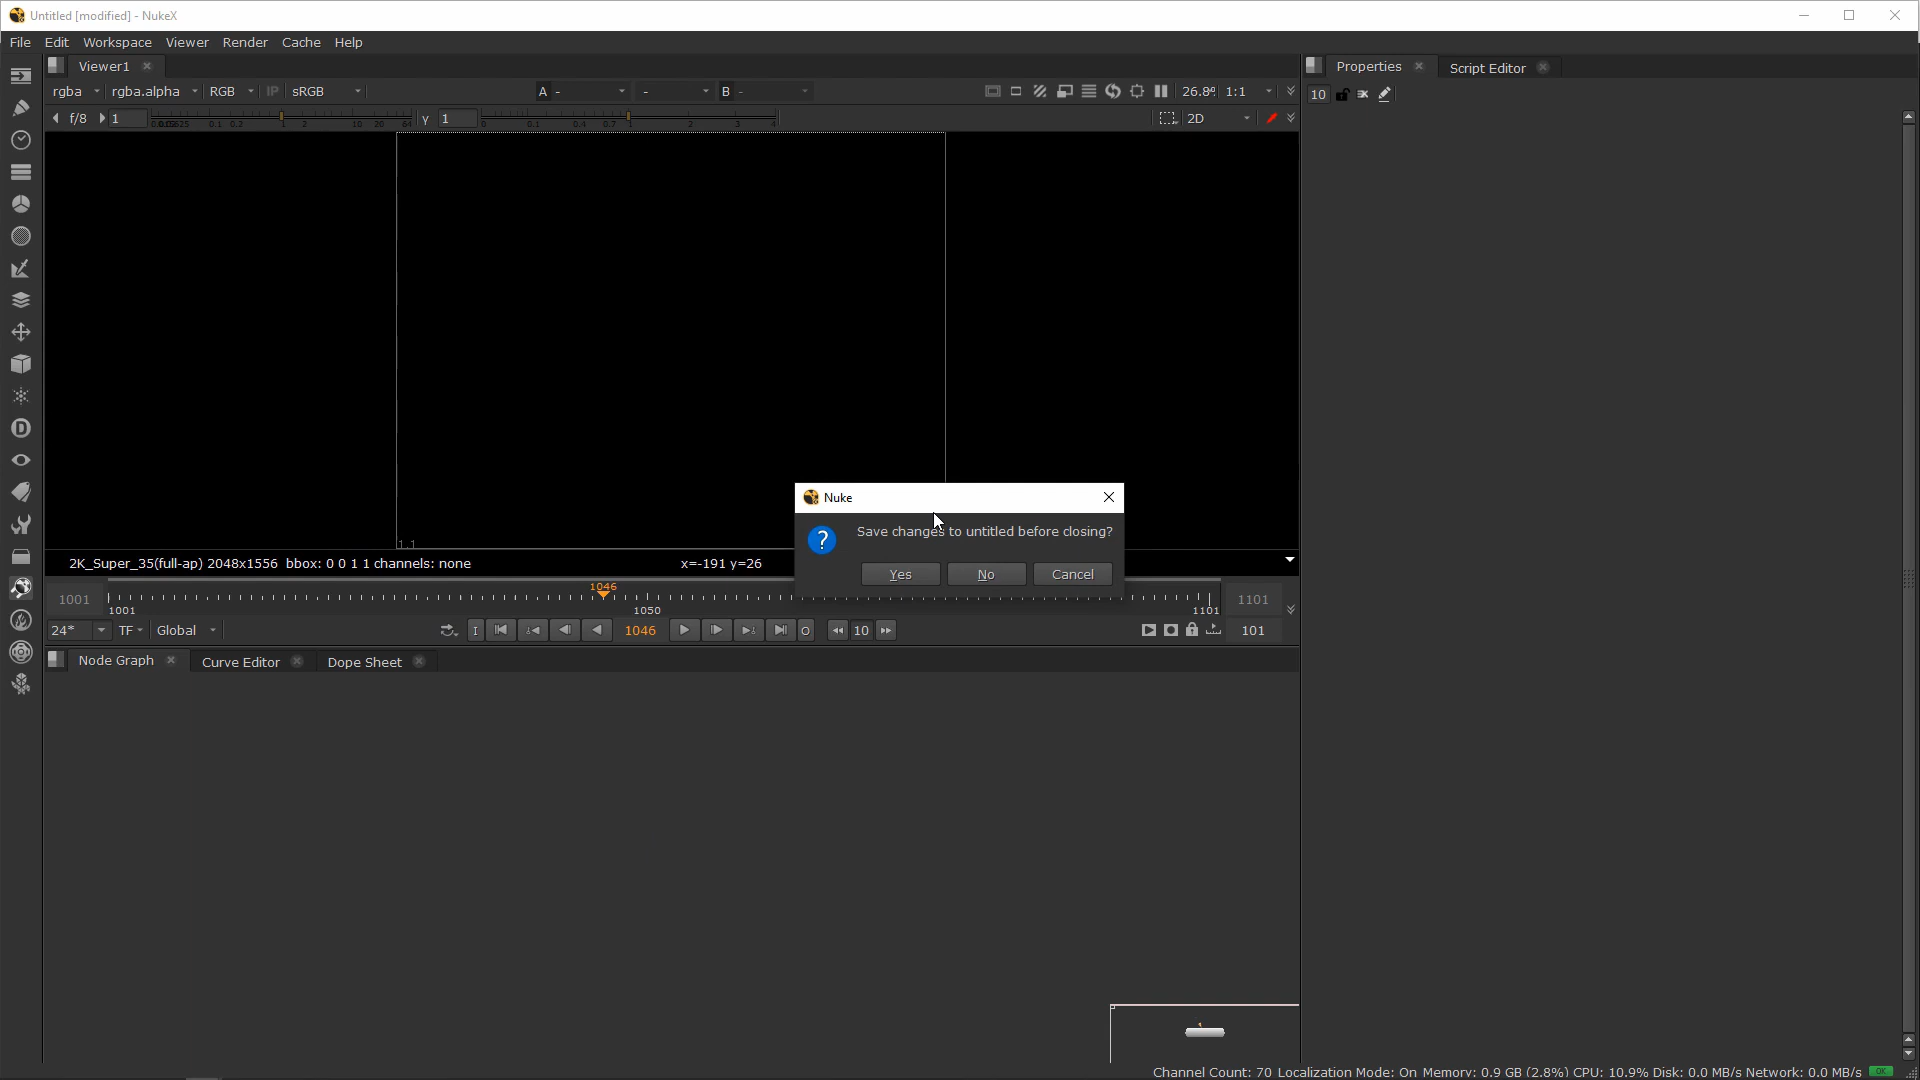 Untitled [modified] - NukeX
File Edit Workspace Viewer Render Cache Help
Viewer1
Properties
Script Editor
rgba rgba.alpha RGB IP sRGB A - - B - 26.8% 1:1
10
f/8 1 γ 1 2D
1,1
Nuke
Save changes to untitled before closing?
Yes No Cancel
2K_Super_35(full-ap) 2048x1556 bbox: 0 0 1 1 channels: none x=-191 y=26
1046
1001 1101
1001 1050 1101
24* TF Global I 1046 O 10 101
Node Graph Curve Editor Dope Sheet
Channel Count: 70 Localization Mode: On Memory: 0.9 GB (2.8%) CPU: 10.9% Disk: 0.0 MB/s Network: 0.0 MB/s OK